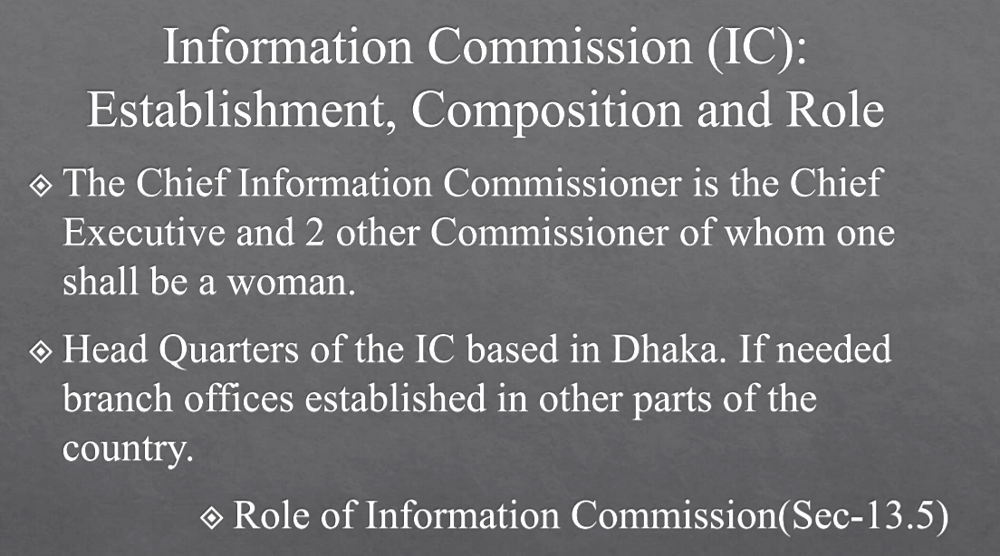 Information Commission (IC):
Establishment, Composition and Role
The Chief Information Commissioner is the Chief
Executive and 2 other Commissioner of whom one
shall be a woman.
Head Quarters of the IC based in Dhaka. If needed
branch offices established in other parts of the
country.
Role of Information Commission(Sec-13.5)